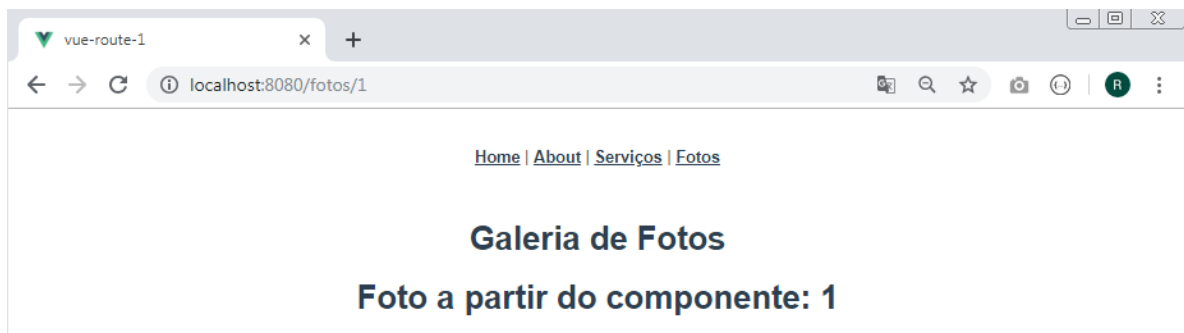 vue-route-1
localhost:8080/fotos/1
R
Home | About | Serviços | Fotos
Galeria de Fotos
Foto a partir do componente: 1